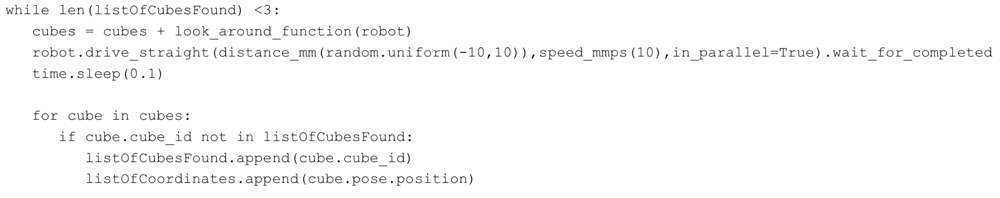 while len(listOfCubesFound) <3:
   cubes = cubes + look_around_function(robot)
   robot.drive_straight(distance_mm(random.uniform(-10,10)),speed_mmps(10),in_parallel=True).wait_for_completed
   time.sleep(0.1)

   for cube in cubes:
      if cube.cube_id not in listOfCubesFound:
         listOfCubesFound.append(cube.cube_id)
         listOfCoordinates.append(cube.pose.position)